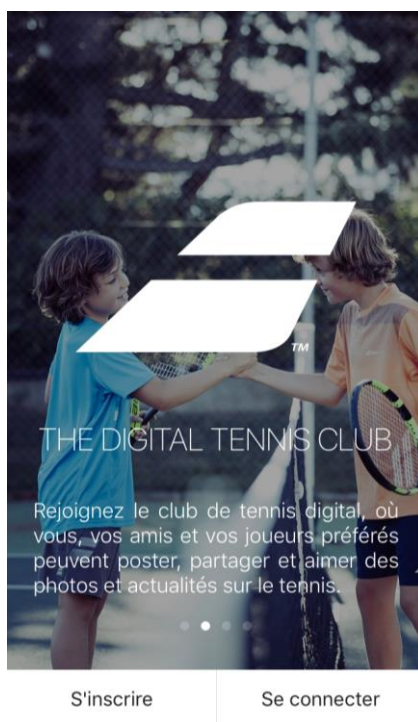 TM
THE DIGITAL TENNIS CLUB
Rejoignez le club de tennis digital, où
vous, vos amis et vos joueurs préférés
peuvent poster, partager et aimer des
photos et actualités sur le tennis.
S'inscrire
Se connecter